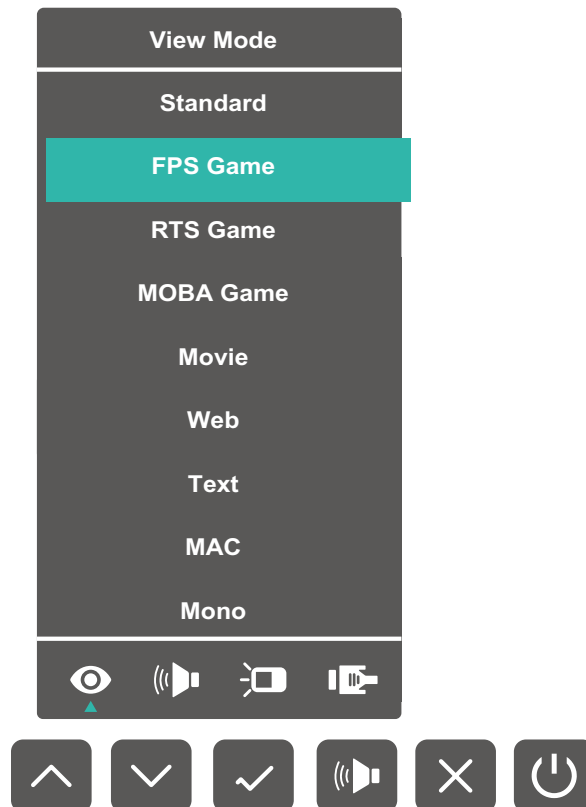 View Mode
Standard
FPS Game
RTS Game
MOBA Game
Movie
Web
Text
MAC
Mono